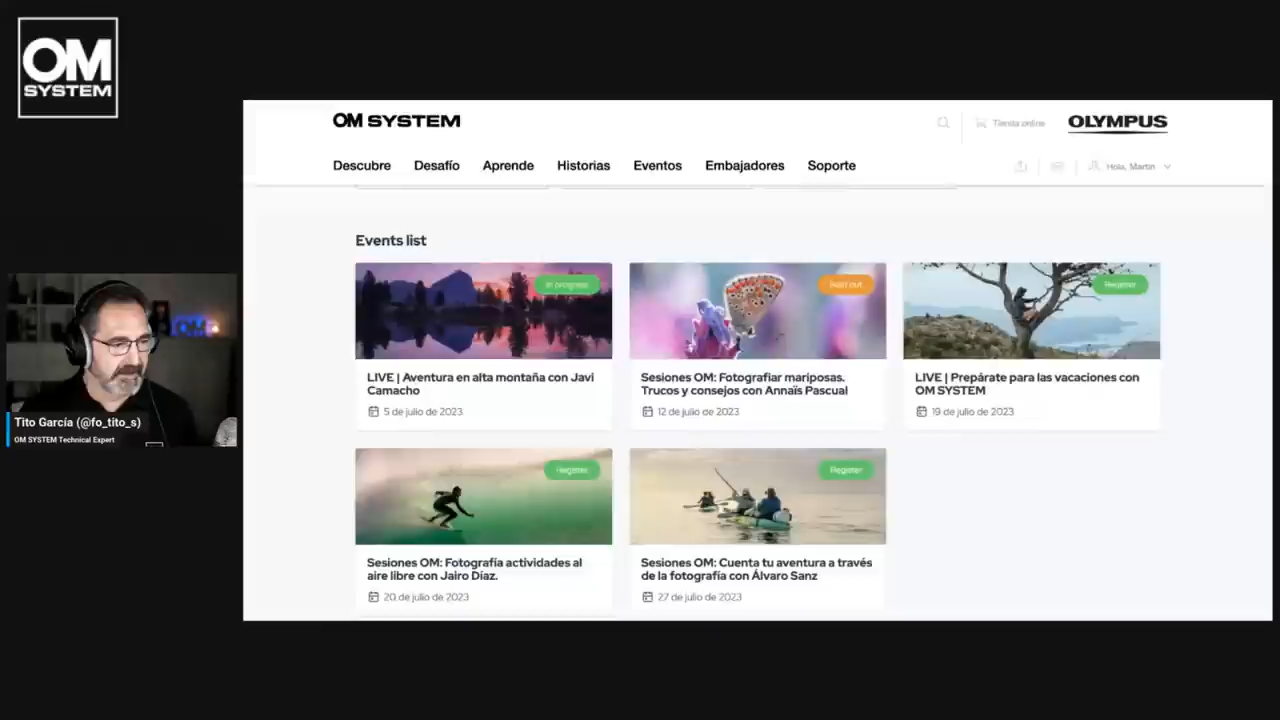 OM
SYSTEM
OM SYSTEM
Tienda online
OLYMPUS
Descubre Desafío Aprende Historias Eventos Embajadores Soporte
Hola, Martin
Events list
In progress
LIVE | Aventura en alta montaña con Javi
Camacho
5 de julio de 2023
Sold out
Sesiones OM: Fotografiar mariposas.
Trucos y consejos con Annaïs Pascual
12 de julio de 2023
Register
LIVE | Prepárate para las vacaciones con
OM SYSTEM
19 de julio de 2023
Register
Sesiones OM: Fotografía actividades al
aire libre con Jairo Díaz.
20 de julio de 2023
Register
Sesiones OM: Cuenta tu aventura a través
de la fotografía con Álvaro Sanz
27 de julio de 2023
OM
Tito García (@fo_tito_s)
OM SYSTEM Technical Expert